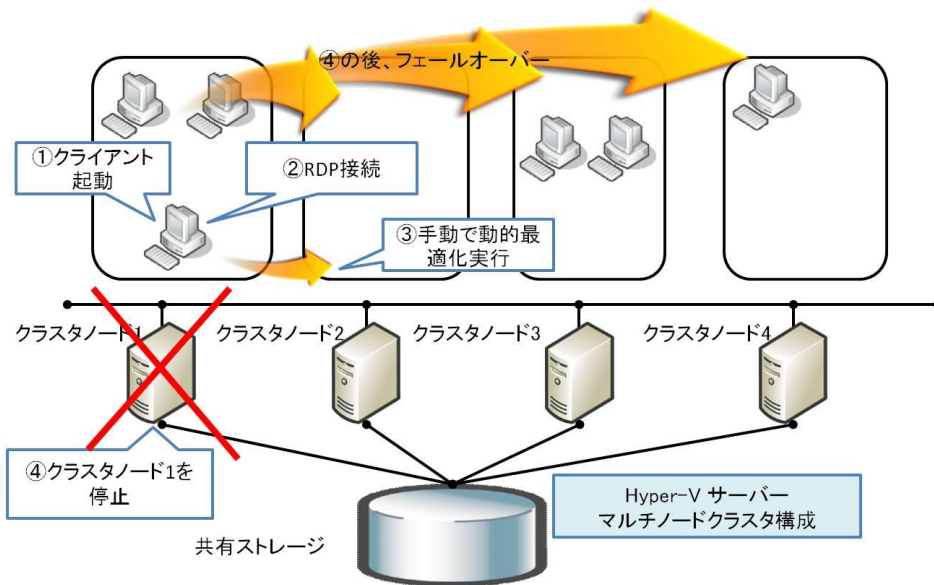 ④の後、フェールオーバー
①クライアント
起動
②RDP接続
③手動で動的最
適化実行
クラスタノード1
クラスタノード2
クラスタノード3
クラスタノード4
④クラスタノード1を
停止
Hyper-V サーバー
マルチノードクラスタ構成
共有ストレージ